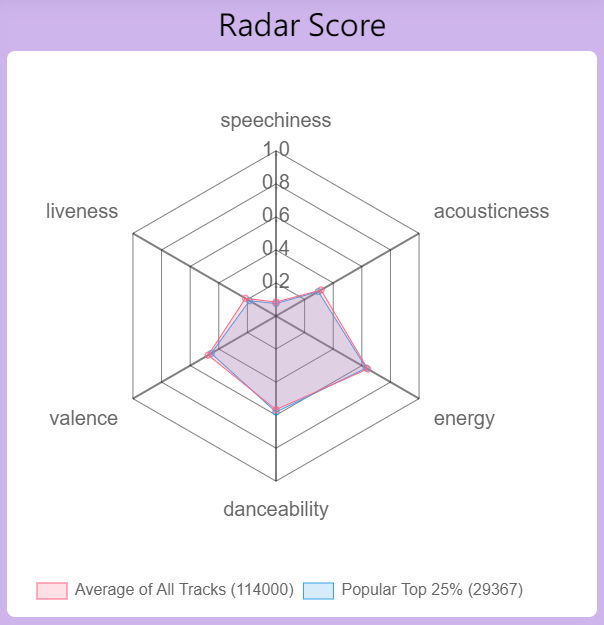 Radar Score
speechiness
1.0
0.8
liveness
acousticness
0.6
0.4
0.2
valence
energy
danceability
Average of All Tracks (114000) Popular Top 25% (29367)